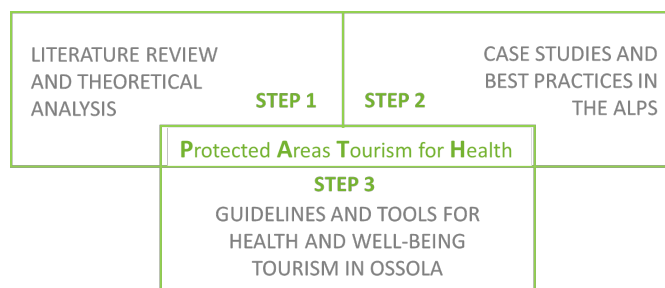 LITERATURE REVIEW
AND THEORETICAL
ANALYSIS
STEP 1
CASE STUDIES AND
BEST PRACTICES IN
THE ALPS
STEP 2
Protected Areas Tourism for Health
STEP 3
GUIDELINES AND TOOLS FOR
HEALTH AND WELL-BEING
TOURISM IN OSSOLA